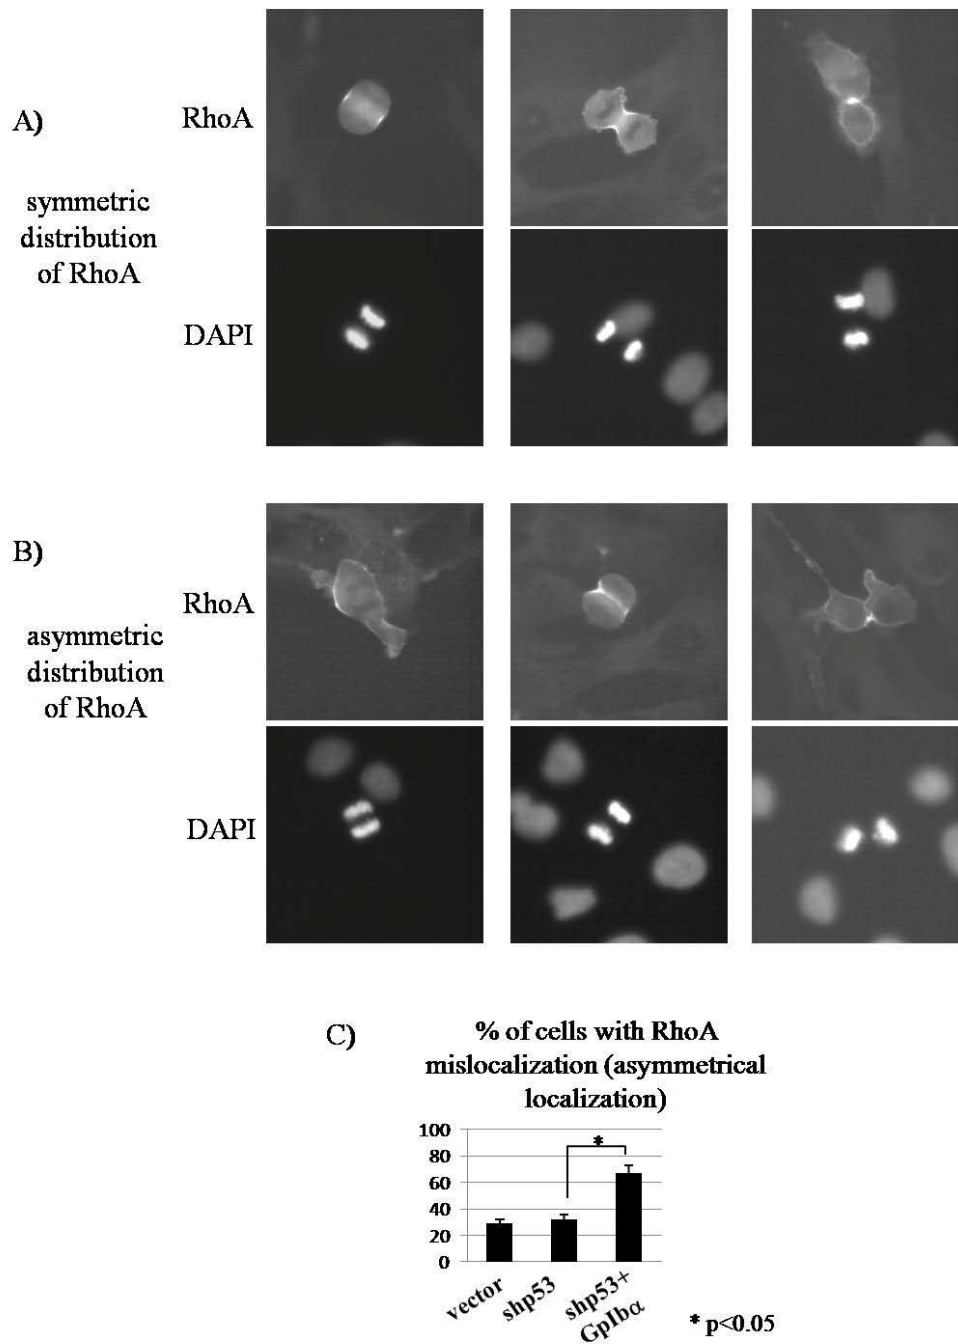 A)
RhoA
symmetric
distribution
of RhoA
DAPI
B)
RhoA
asymmetric
distribution
of RhoA
DAPI
C)
% of cells with RhoA
mislocalization (asymmetrical
localization)
100
80
60
40
20
0
*
vector
shp53
shp53+
GpIbα
* p<0.05